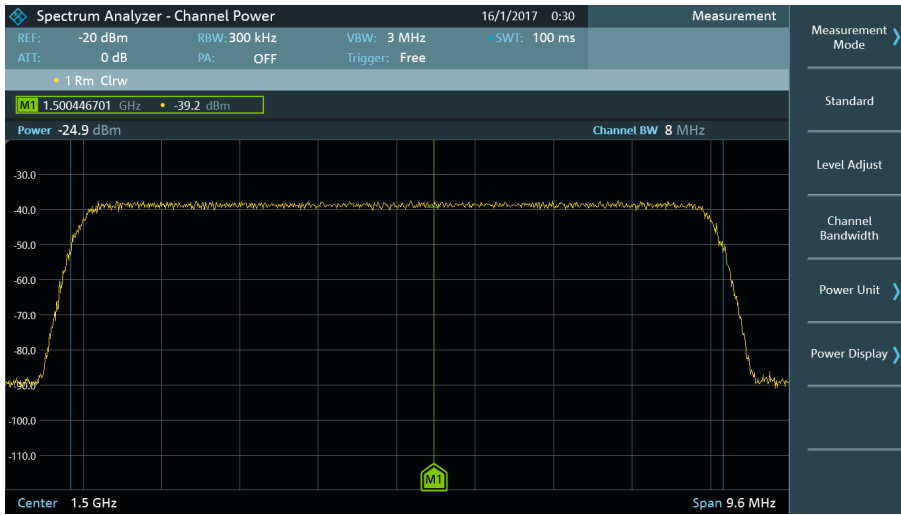 Spectrum Analyzer - Channel Power 16/1/2017 0:30 Measurement
REF: -20 dBm RBW: 300 kHz VBW: 3 MHz SWT: 100 ms
ATT: 0 dB PA: OFF Trigger: Free
1 Rm Clrw
M1 1.500446701 GHz • -39.2 dBm
Power -24.9 dBm Channel BW 8 MHz
-30.0
-40.0
-50.0
-60.0
-70.0
-80.0
-90.0
-100.0
-110.0
M1
Center 1.5 GHz Span 9.6 MHz
Measurement
Mode
Standard
Level Adjust
Channel
Bandwidth
Power Unit
Power Display